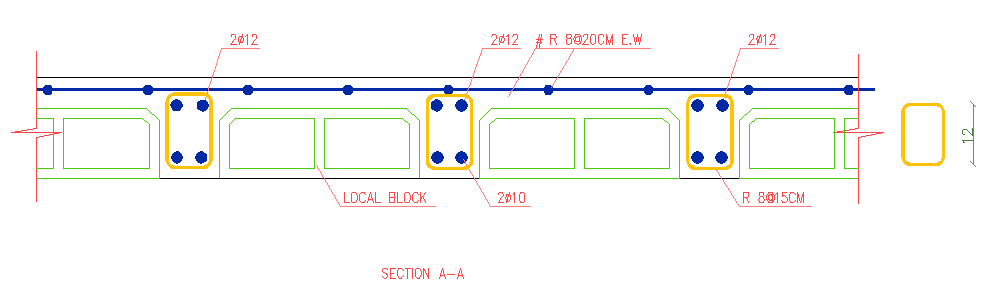 2ø12
2ø12
# R 8@20CM E.W
2ø12
12
LOCAL BLOCK
2ø10
R 8@15CM
SECTION A-A